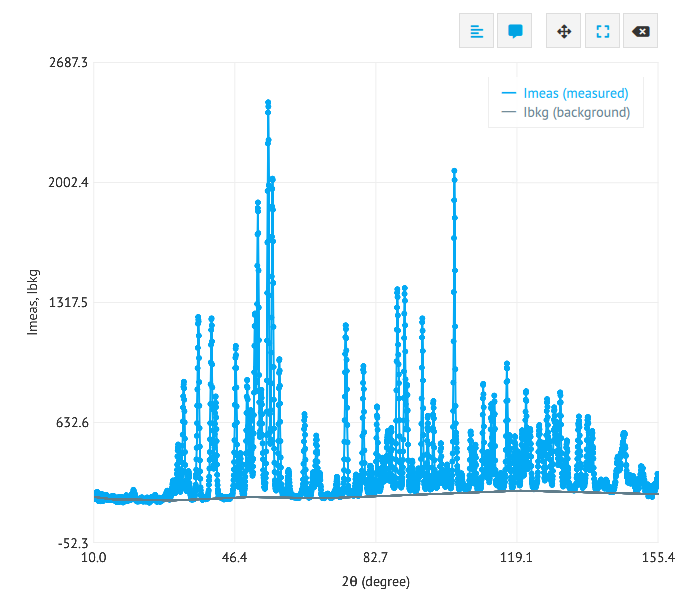 2687.3
Imeas (measured)
Ibkg (background)
2002.4
1317.5
Imeas, Ibkg
632.6
-52.3
10.0
46.4
82.7
119.1
155.4
2θ (degree)